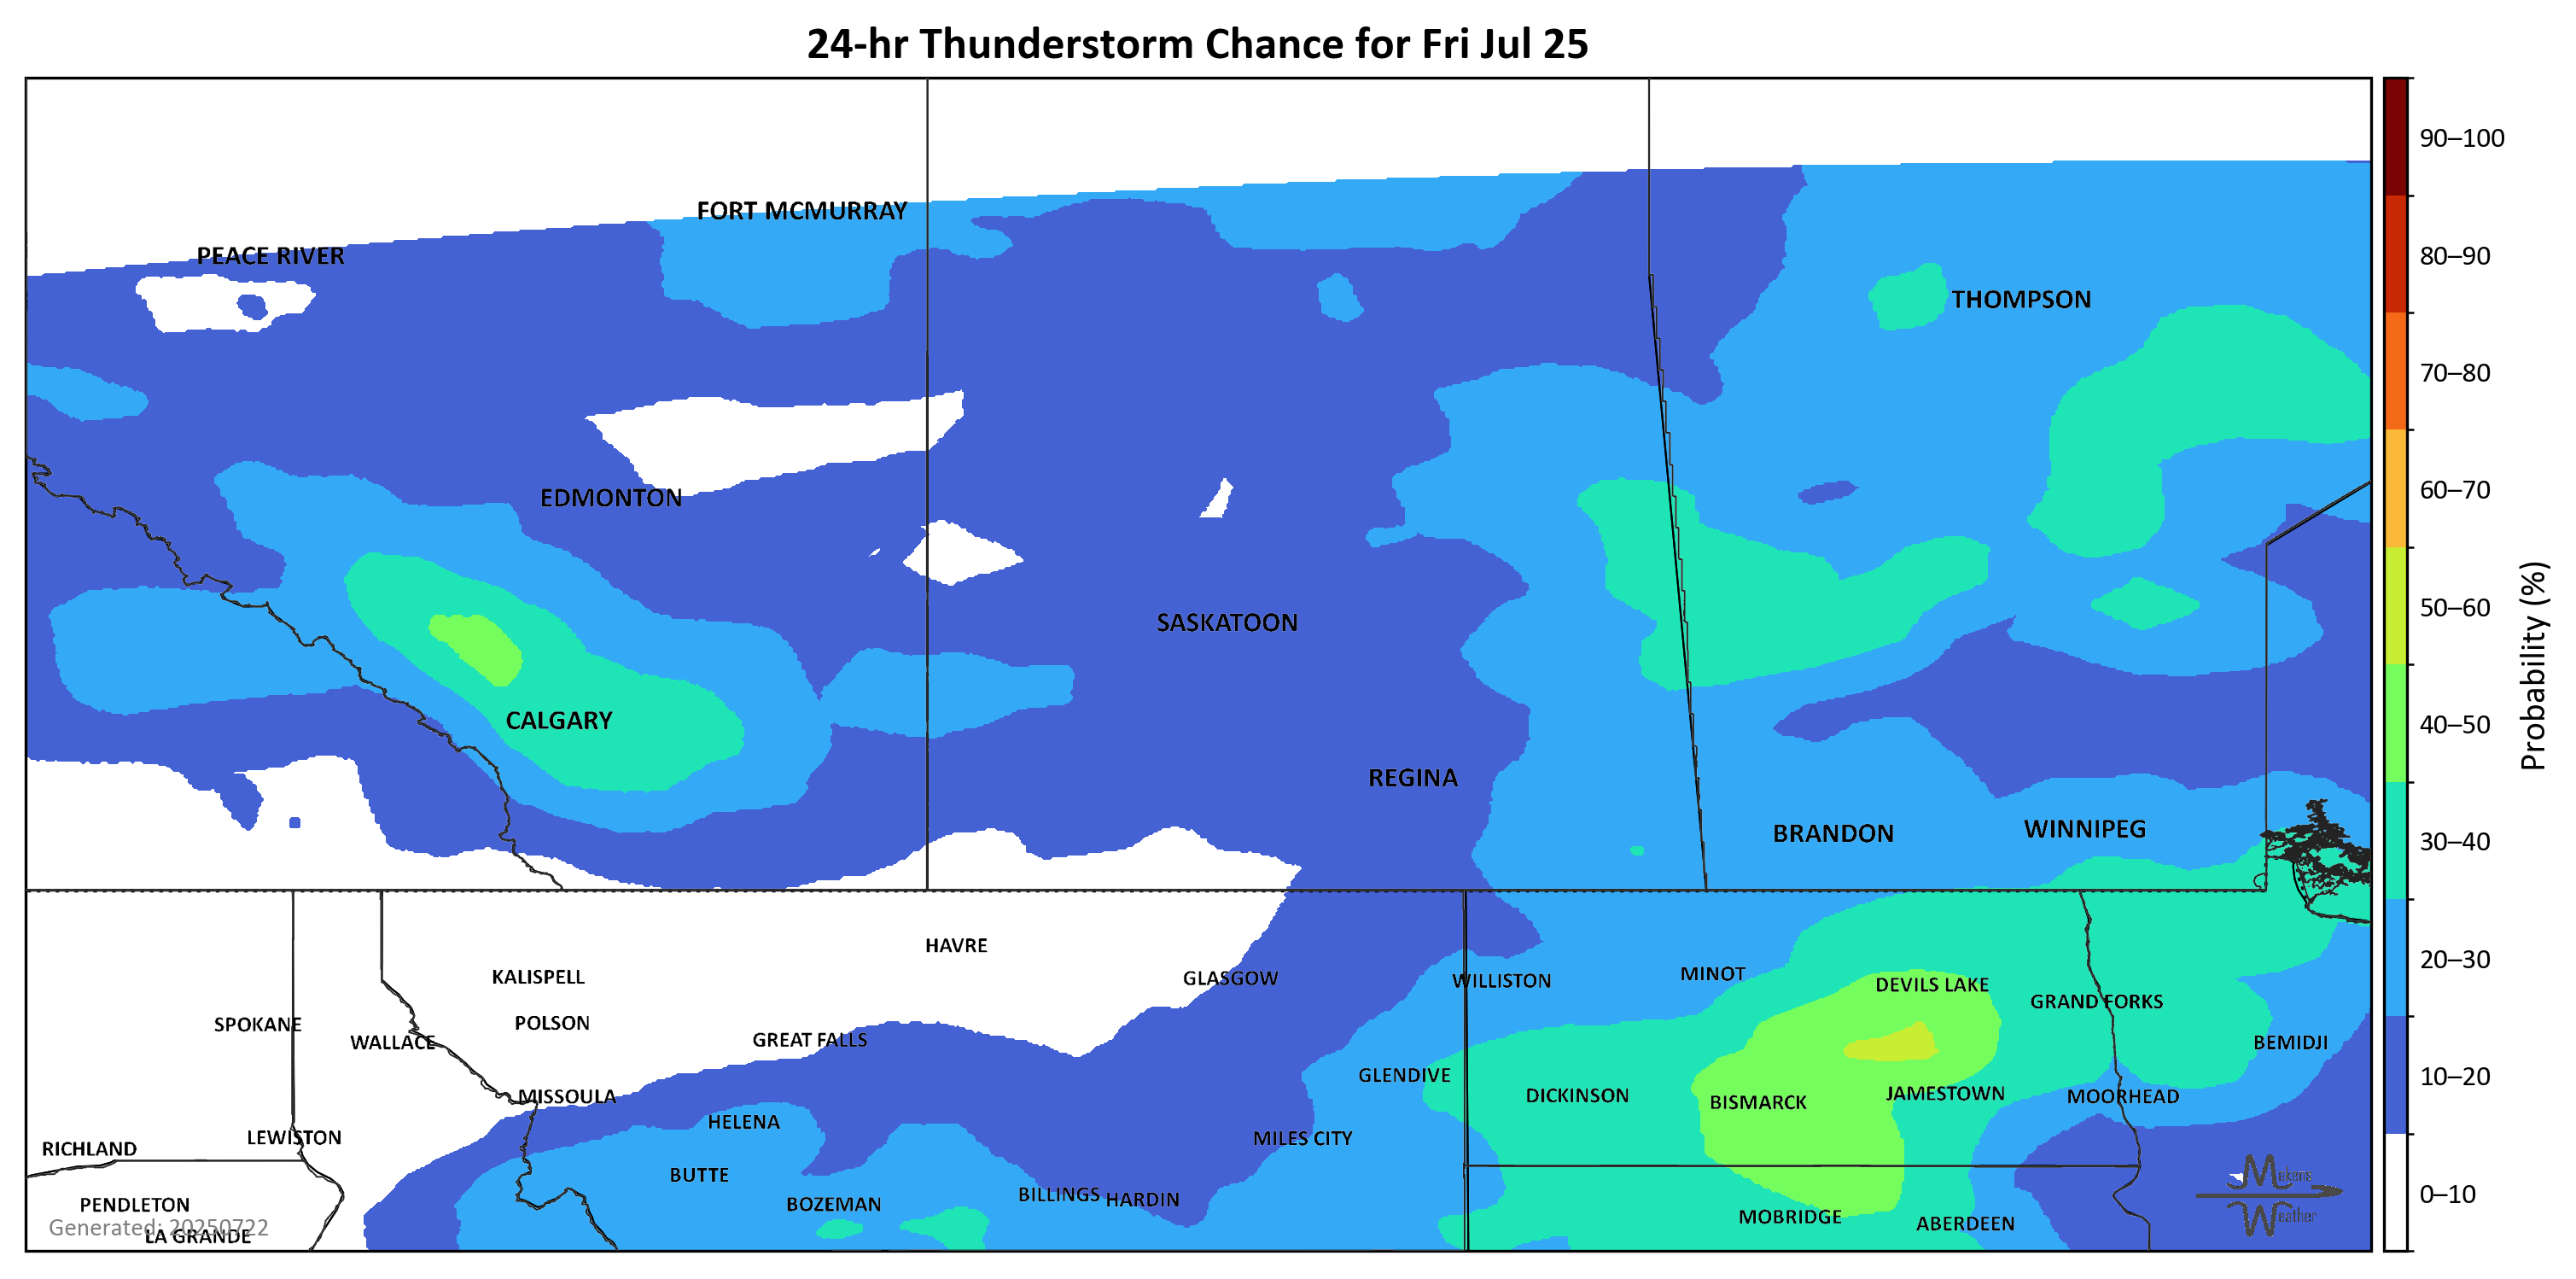 24-hr Thunderstorm Chance for Fri Jul 25
90–100
FORT MCMURRAY
PEACE RIVER
80–90
THOMPSON
70–80
60–70
EDMONTON
50–60
SASKATOON
Probability (%)
CALGARY
40–50
REGINA
BRANDON
WINNIPEG
30–40
HAVRE
KALISPELL
GLASGOW
WILLISTON
MINOT
DEVILS LAKE
20–30
GRAND FORKS
SPOKANE
POLSON
WALLACE
GREAT FALLS
BEMIDJI
GLENDIVE
10–20
MISSOULA
DICKINSON
BISMARCK
JAMESTOWN
MOORHEAD
HELENA
LEWISTON
MILES CITY
RICHLAND
BUTTE
Mekens
BILLINGS
HARDIN
0–10
PENDLETON
BOZEMAN
MOBRIDGE
Weather
ABERDEEN
Generated: 20250722
LA GRANDE